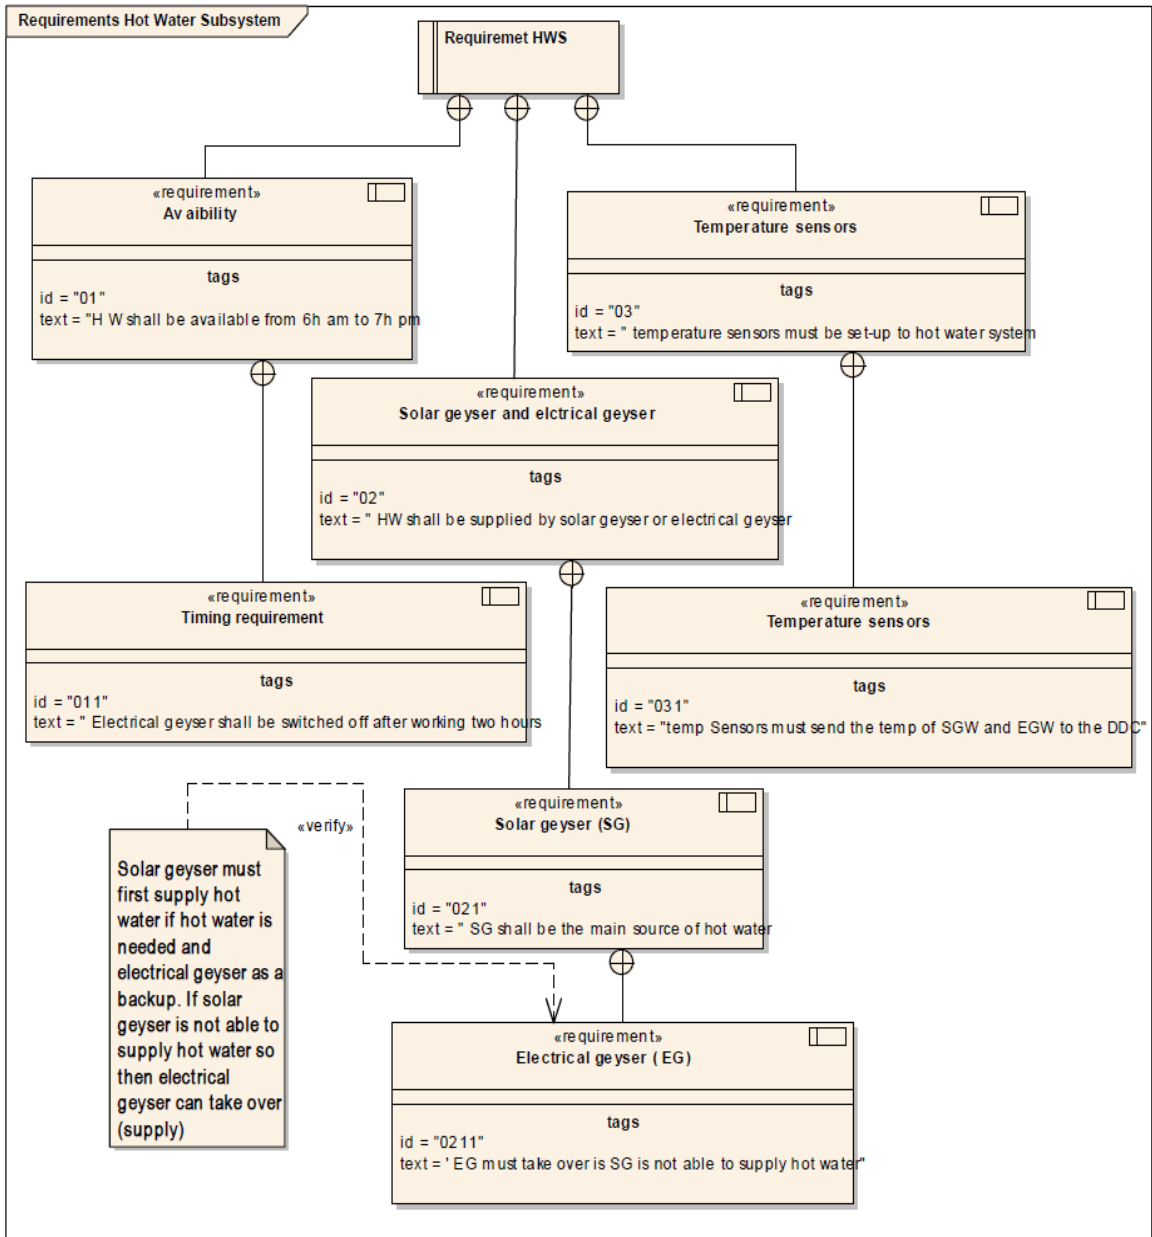 Requirements Hot Water Subsystem
Requiremet HWS
«requirement»
Avaibility
tags
id = "01"
text = "H W shall be available from 6h am to 7h pm
«requirement»
Temperature sensors
tags
id = "03"
text = " temperature sensors must be set-up to hot water system
«requirement»
Solar geyser and elctrical geyser
tags
id = "02"
text = " HW shall be supplied by solar geyser or electrical geyser
«requirement»
Timing requirement
tags
id = "011"
text = " Electrical geyser shall be switched off after working two hours
«requirement»
Temperature sensors
tags
id = "031"
text = "temp Sensors must send the temp of SGW and EGW to the DDC"
«requirement»
Solar geyser (SG)
tags
id = "021"
text = " SG shall be the main source of hot water
«verify»
Solar geyser must
first supply hot
water if hot water is
needed and
electrical geyser as a
backup. If solar
geyser is not able to
supply hot water so
then electrical
geyser can take over
(supply)
«requirement»
Electrical geyser ( EG)
tags
id = "0211"
text = ' EG must take over is SG is not able to supply hot water"